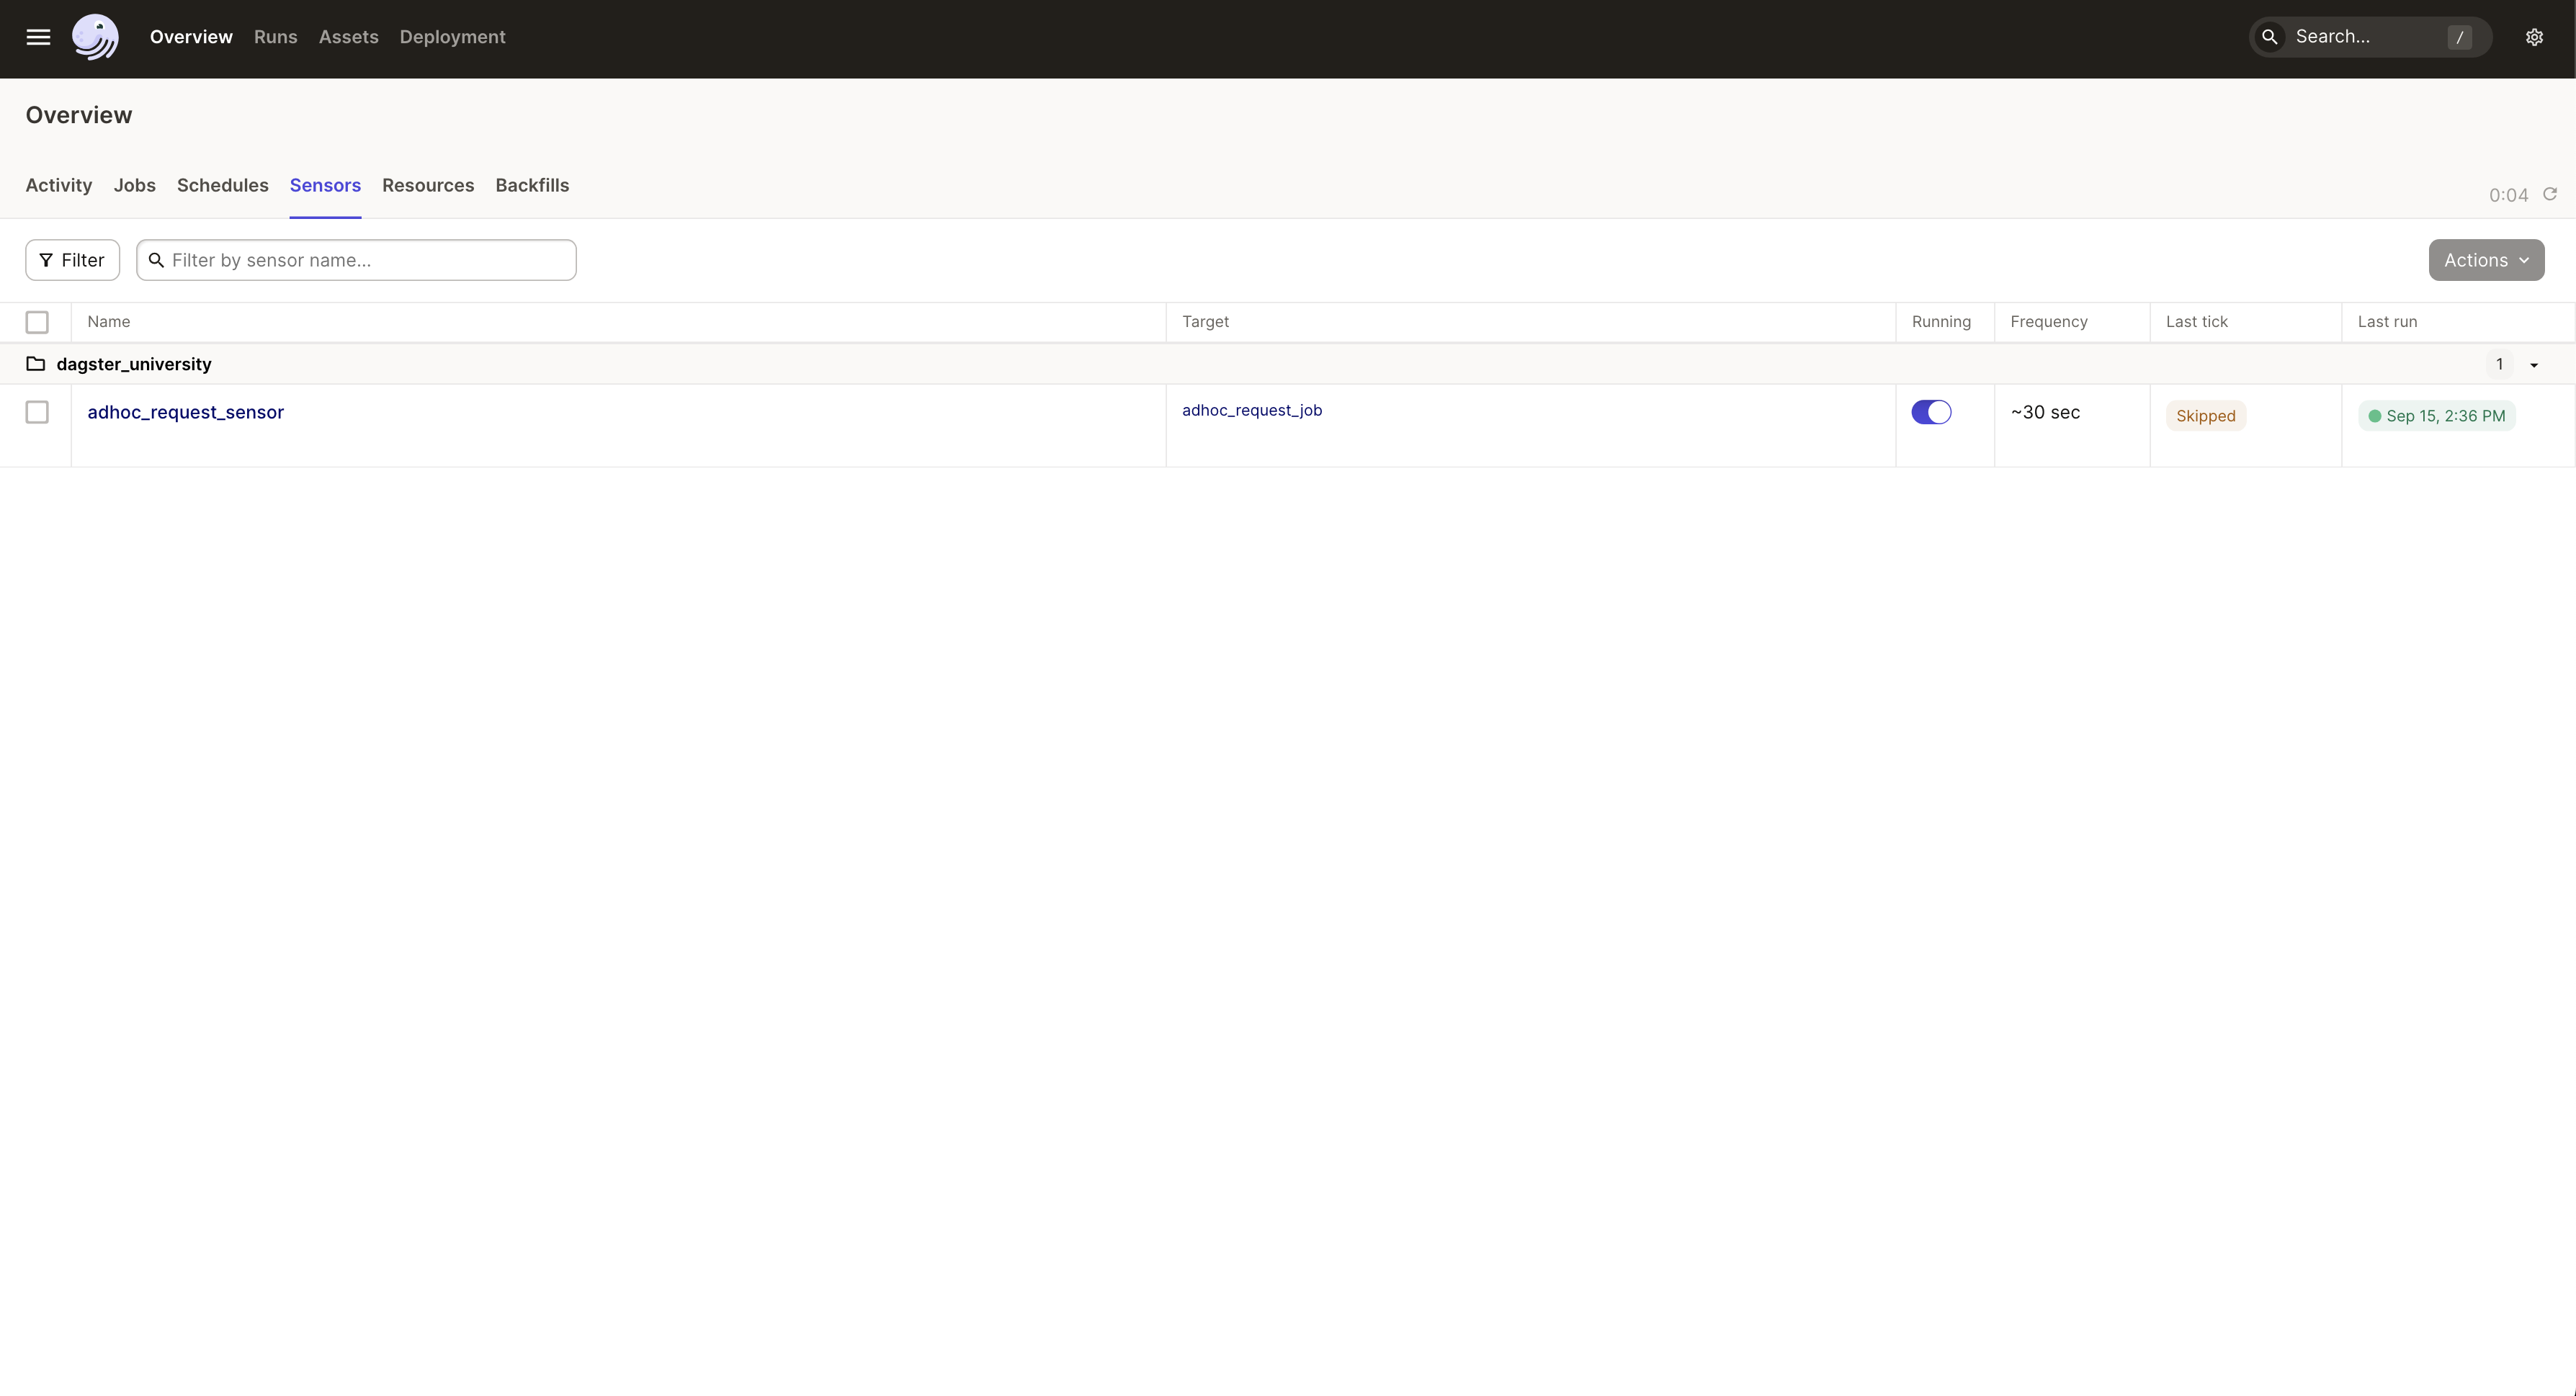 Overview Runs Assets Deployment Search... /
Overview
Activity Jobs Schedules Sensors Resources Backfills 0:04
Filter Filter by sensor name... Actions
Name Target Running Frequency Last tick Last run
dagster_university 1
adhoc_request_sensor adhoc_request_job ~30 sec Skipped Sep 15, 2:36 PM